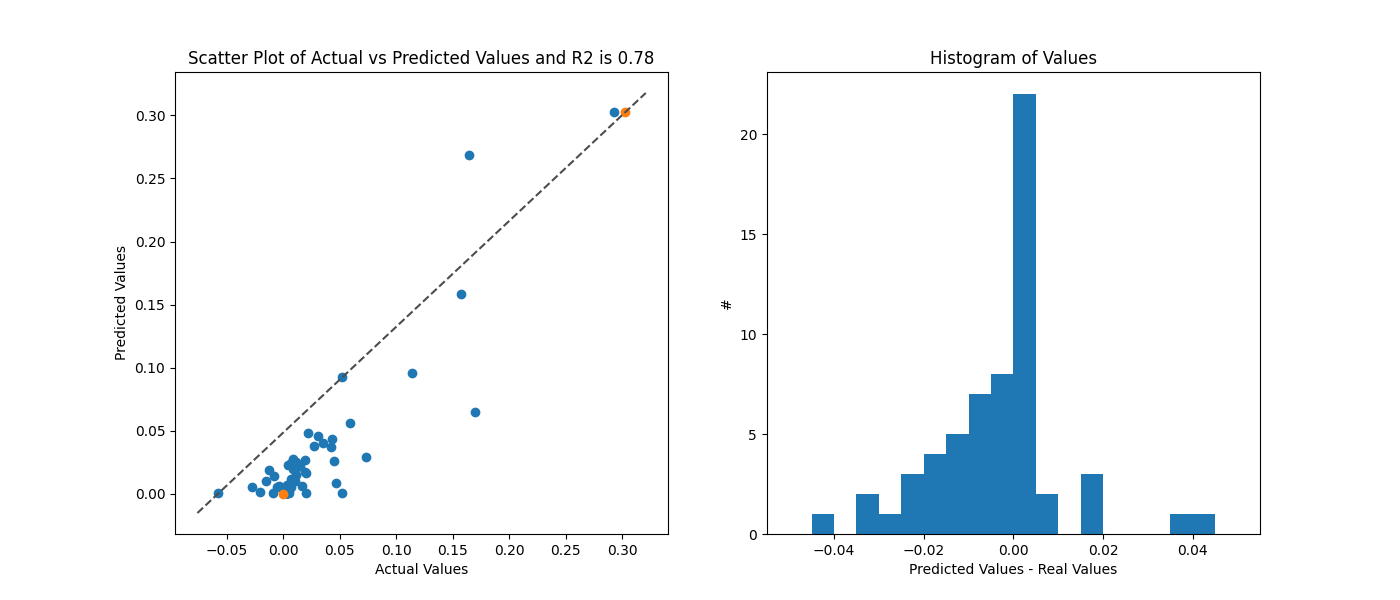 Scatter Plot of Actual vs Predicted Values and R2 is 0.78
Predicted Values
0.30
0.25
0.20
0.15
0.10
0.05
0.00
−0.05 0.00 0.05 0.10 0.15 0.20 0.25 0.30
Actual Values
Histogram of Values
#
20
15
10
5
0
−0.04 −0.02 0.00 0.02 0.04
Predicted Values - Real Values